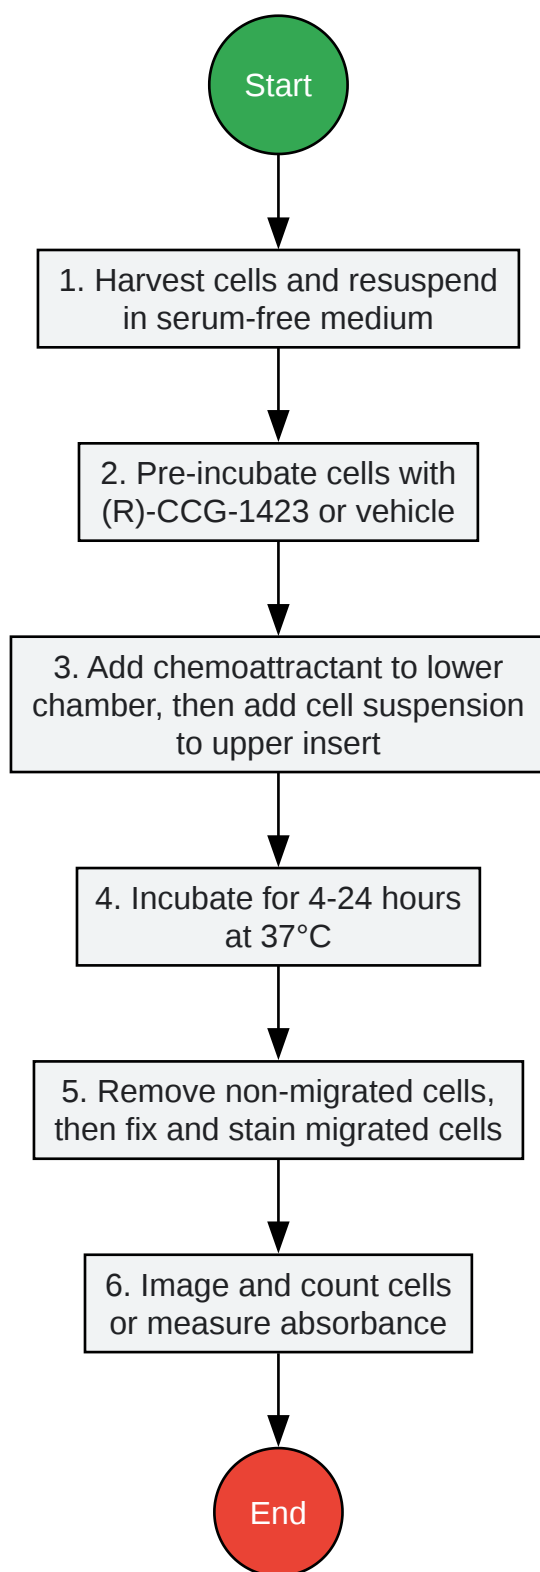 Start
1. Harvest cells and resuspend
in serum-free medium
2. Pre-incubate cells with
(R)-CCG-1423 or vehicle
3. Add chemoattractant to lower
chamber, then add cell suspension
to upper insert
4. Incubate for 4-24 hours
at 37°C
5. Remove non-migrated cells,
then fix and stain migrated cells
6. Image and count cells
or measure absorbance
End